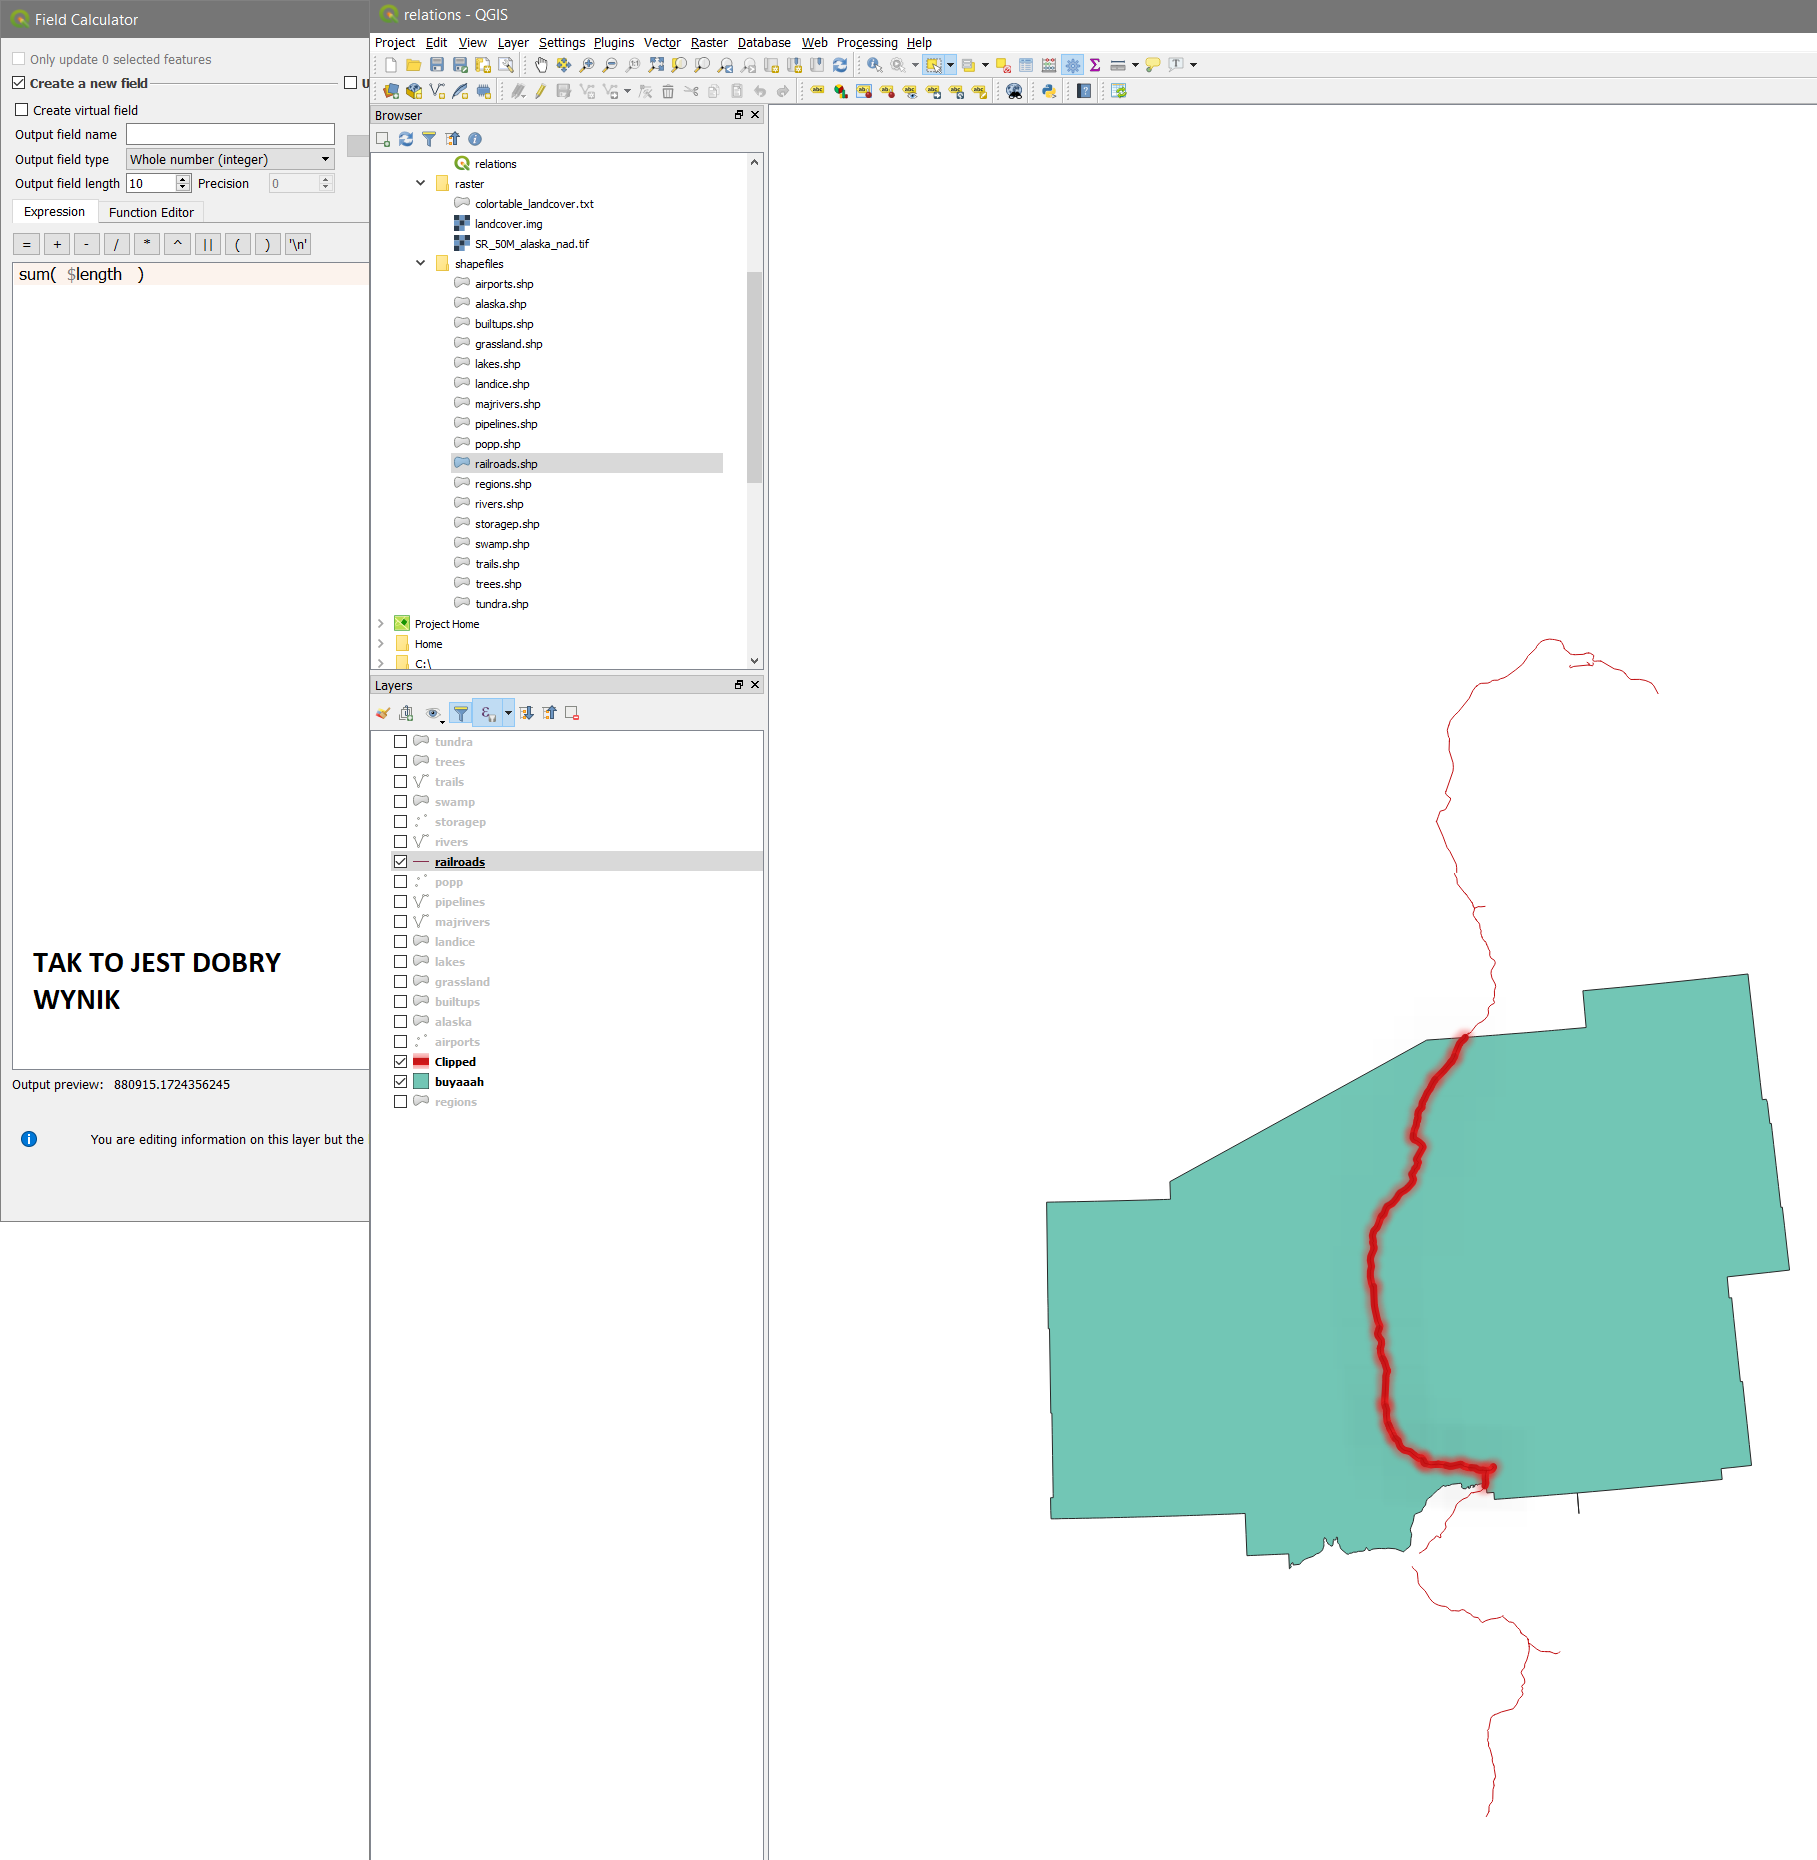 Field Calculator
Only update 0 selected features
Create a new field
U
Create virtual field
Output field name
Output field type
Whole number (integer)
Output field length
10
Precision
0
Expression
Function Editor
= + - / * ^ || ( ) '\n'
sum( $length )
TAK TO JEST DOBRY
WYNIK
Output preview: 880915.1724356245
You are editing information on this layer but the
relations - QGIS
Project Edit View Layer Settings Plugins Vector Raster Database Web Processing Help
Browser
relations
raster
colortable_landcover.txt
landcover.img
SR_50M_alaska_nad.tif
shapefiles
airports.shp
alaska.shp
builtups.shp
grassland.shp
lakes.shp
landice.shp
majrivers.shp
pipelines.shp
popp.shp
railroads.shp
regions.shp
rivers.shp
storagep.shp
swamp.shp
trails.shp
trees.shp
tundra.shp
Project Home
Home
C:\
Layers
tundra
trees
trails
swamp
storagep
rivers
railroads
popp
pipelines
majrivers
landice
lakes
grassland
builtups
alaska
airports
Clipped
buyaaah
regions